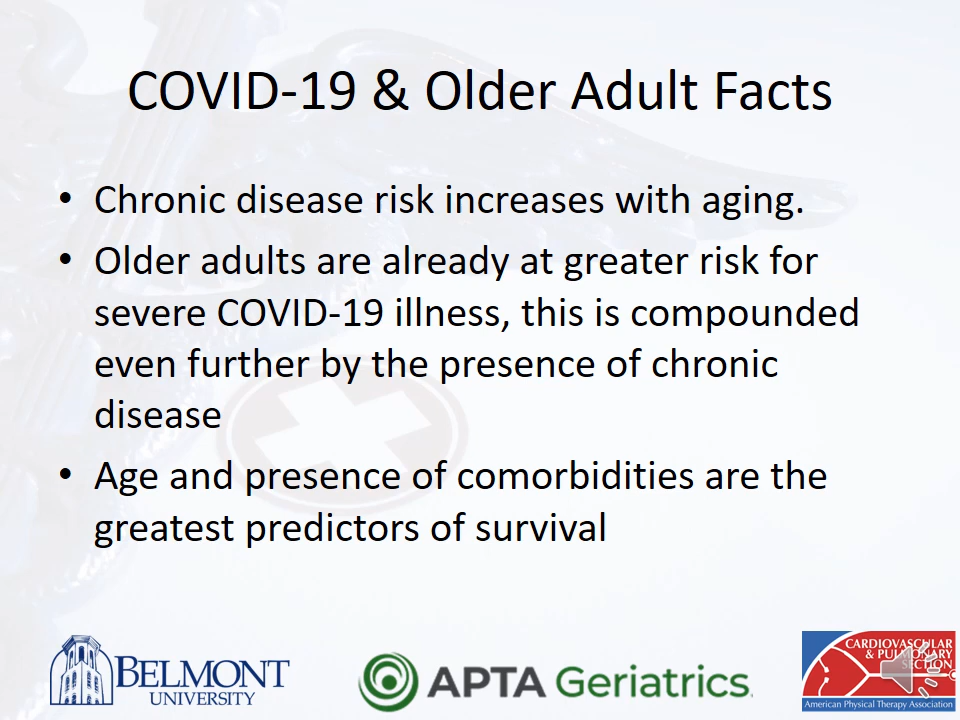 COVID-19 & Older Adult Facts
• Chronic disease risk increases with aging.
• Older adults are already at greater risk for
severe COVID-19 illness, this is compounded
even further by the presence of chronic
disease
• Age and presence of comorbidities are the
greatest predictors of survival
BELMONT
UNIVERSITY
APTA Geriatrics
CARDIOVASCULAR
& PULMONARY
SECTION
American Physical Therapy Association